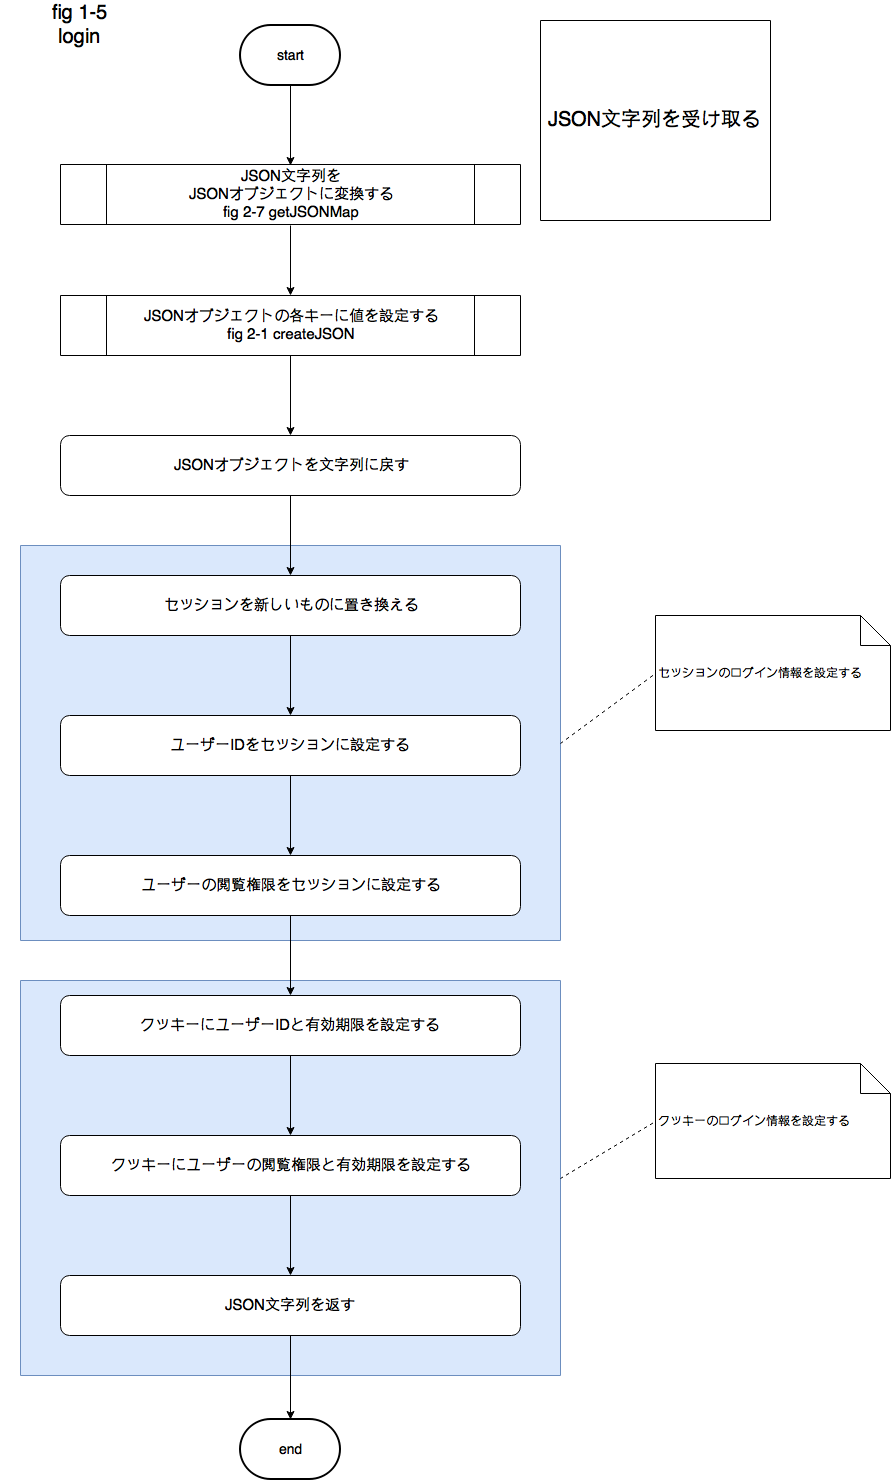 fig 1-5
login
start
JSON文字列を受け取る
JSON文字列を
JSONオブジェクトに変換する
fig 2-7 getJSONMap
JSONオブジェクトの各キーに値を設定する
fig 2-1 createJSON
JSONオブジェクトを文字列に戻す
セッションを新しいものに置き換える
セッションのログイン情報を設定する
ユーザーIDをセッションに設定する
ユーザーの閲覧権限をセッションに設定する
クッキーにユーザーIDと有効期限を設定する
クッキーのログイン情報を設定する
クッキーにユーザーの閲覧権限と有効期限を設定する
JSON文字列を返す
end